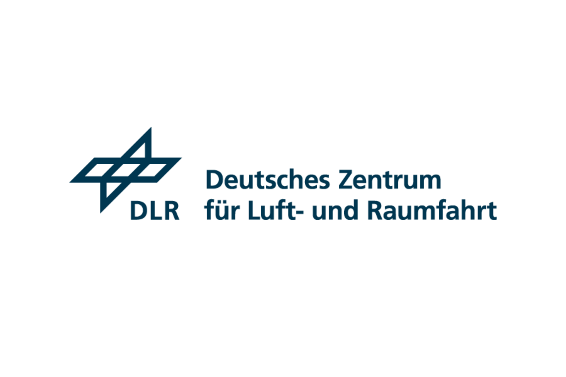 DLR
Deutsches Zentrum
für Luft- und Raumfahrt